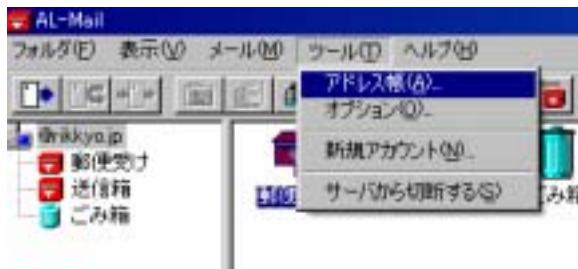 AL-Mail
フォルダ(F) 表示(V) メール(M) ツール(T) ヘルプ(H)
アドレス帳(A)...
オプション(O)...
新規アカウント(N)...
サーバから切断する(S)
@rikkyo.jp
郵便受け
送信箱
ごみ箱